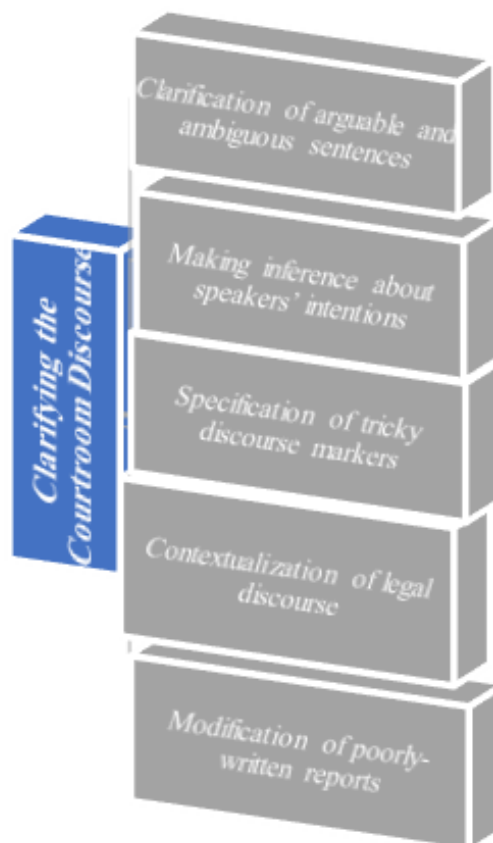 Clarifying the
Courtroom Discourse
Clarification of arguable and
ambiguous sentences
Making inference about
speakers' intentions
Specification of tricky
discourse markers
Contextualization of legal
discourse
Modification of poorly-
written reports